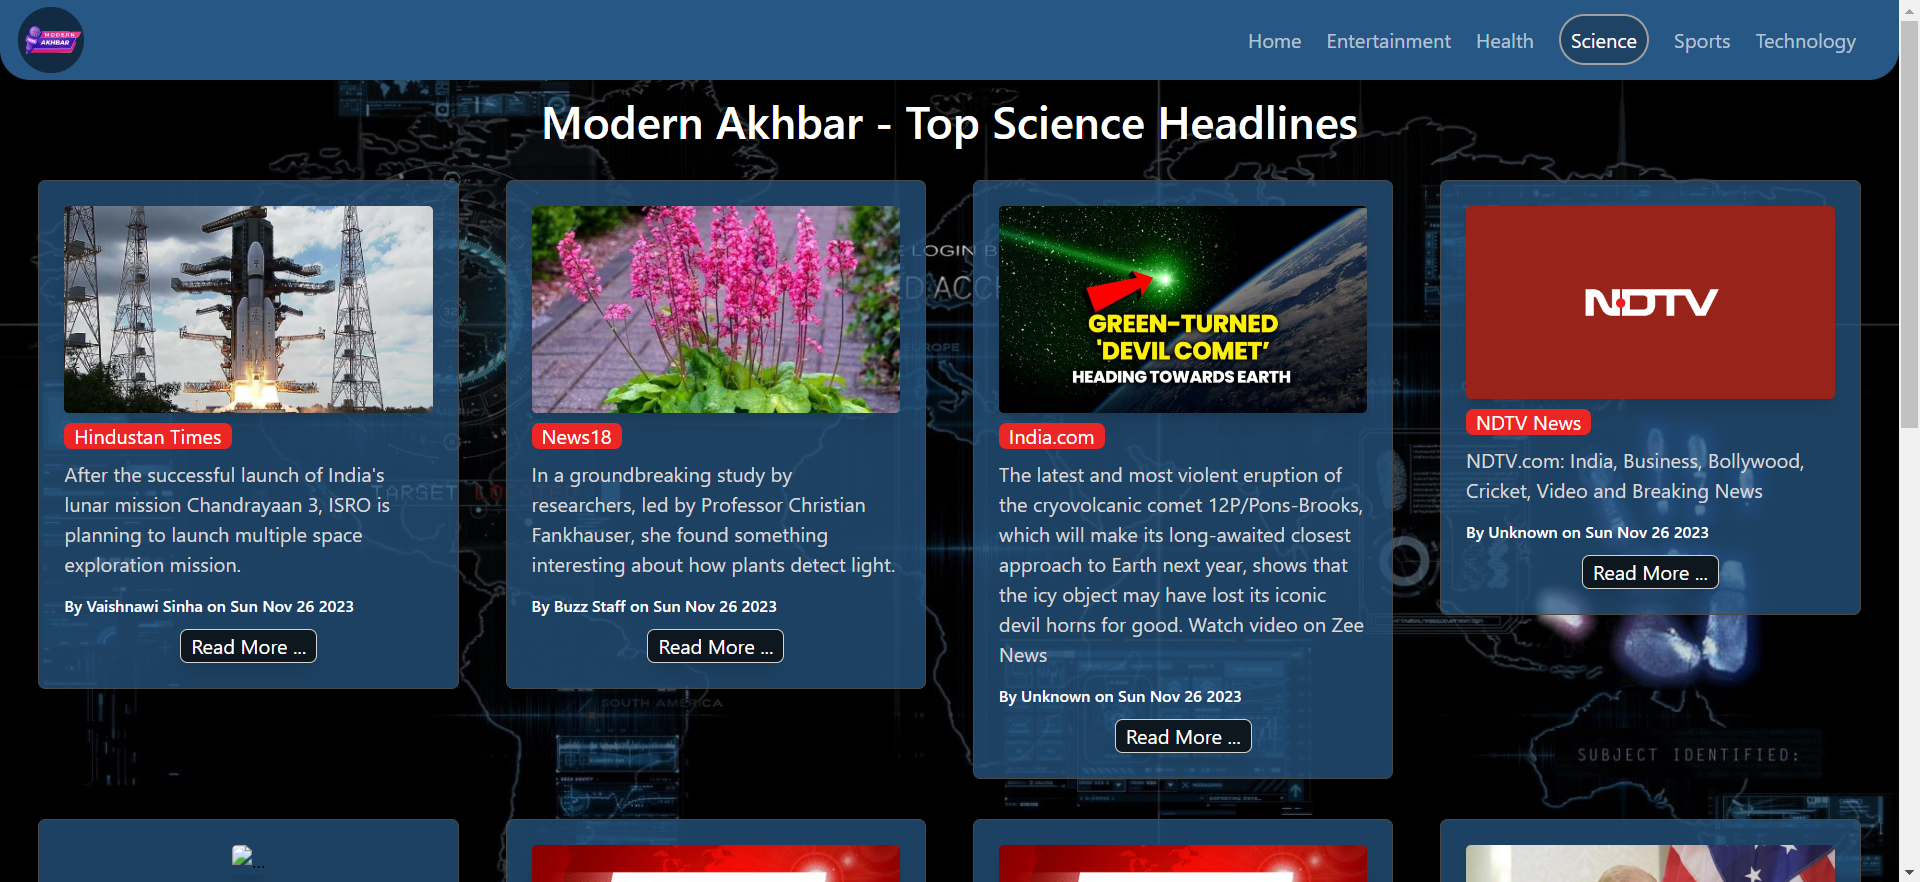 MODERN
AKHBAR
Home Entertainment Health Science Sports Technology
Modern Akhbar - Top Science Headlines
Hindustan Times
After the successful launch of India's
lunar mission Chandrayaan 3, ISRO is
planning to launch multiple space
exploration mission.
By Vaishnawi Sinha on Sun Nov 26 2023
Read More ...
News18
In a groundbreaking study by
researchers, led by Professor Christian
Fankhauser, she found something
interesting about how plants detect light.
By Buzz Staff on Sun Nov 26 2023
Read More ...
GREEN-TURNED
'DEVIL COMET'
HEADING TOWARDS EARTH
India.com
The latest and most violent eruption of
the cryovolcanic comet 12P/Pons-Brooks,
which will make its long-awaited closest
approach to Earth next year, shows that
the icy object may have lost its iconic
devil horns for good. Watch video on Zee
News
By Unknown on Sun Nov 26 2023
Read More ...
NDTV
NDTV News
NDTV.com: India, Business, Bollywood,
Cricket, Video and Breaking News
By Unknown on Sun Nov 26 2023
Read More ...
LOGIN B
D ACC
TARGET
SOUTH AMERICA
SUBJECT IDENTIFIED:
...